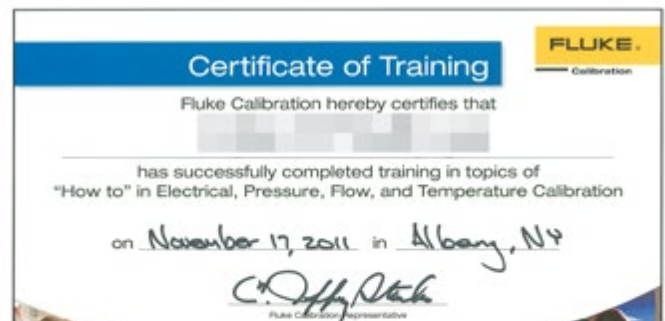 FLUKE®
Calibration
Certificate of Training
Fluke Calibration hereby certifies that
has successfully completed training in topics of
"How to" in Electrical, Pressure, Flow, and Temperature Calibration
on November 17, 2011 in Albany, NY
Fluke Calibration Representative